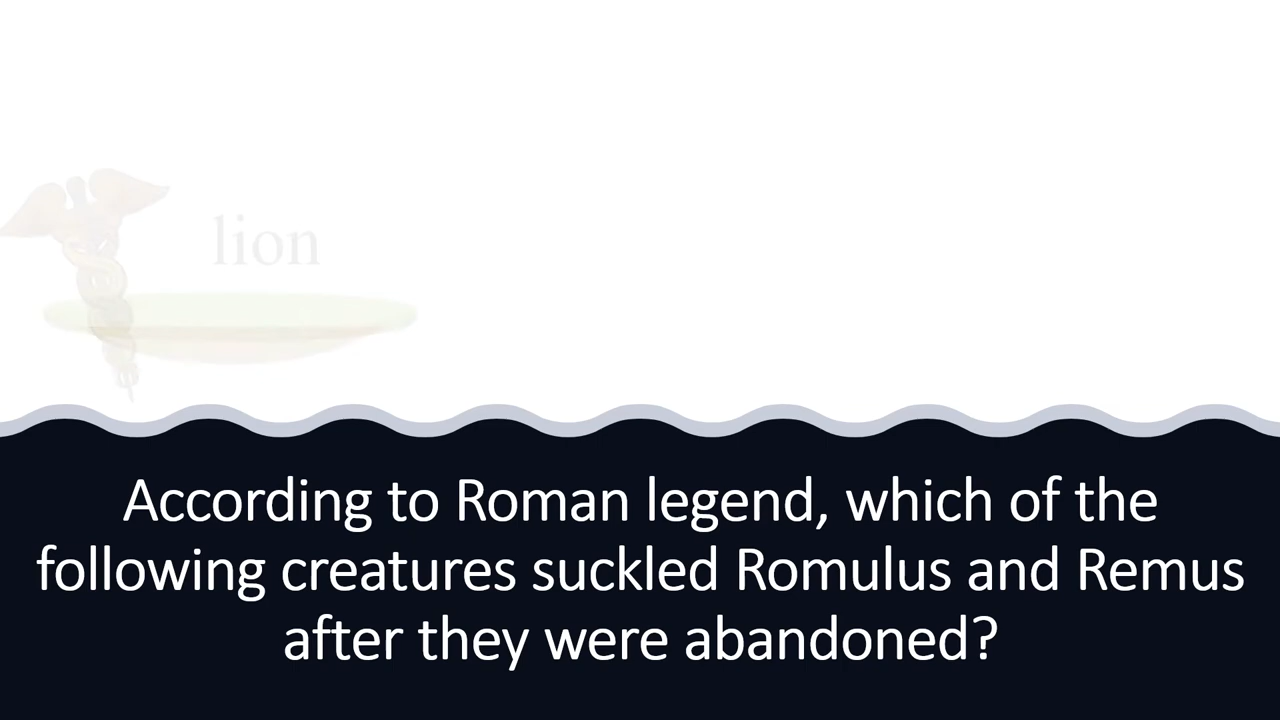 lion
According to Roman legend, which of the
following creatures suckled Romulus and Remus
after they were abandoned?